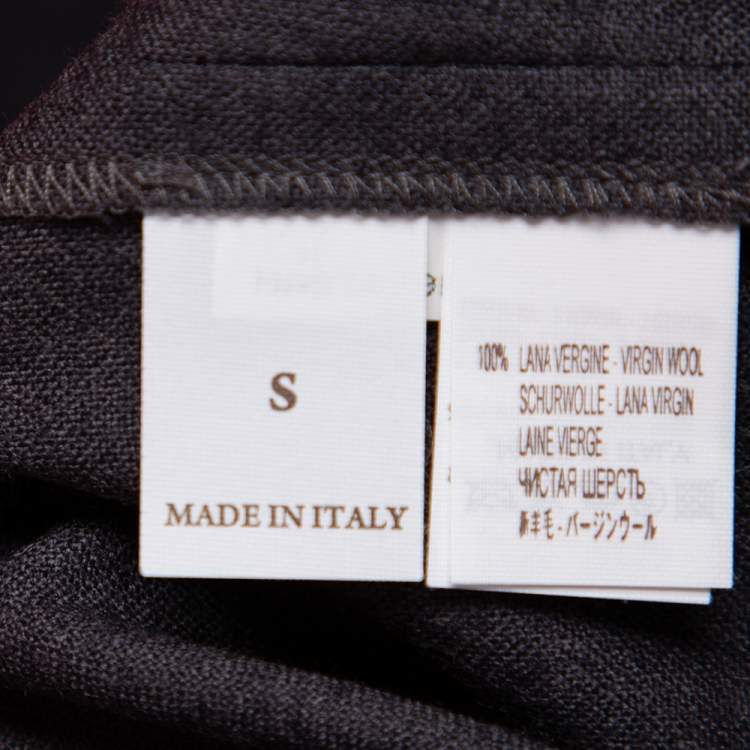 S
MADE IN ITALY
100% LANA VERGINE - VIRGIN WOOL
SCHURWOLLE - LANA VIRGIN
LAINE VIERGE
ЧИСТАЯ ШЕРСТЬ
新羊毛 - バージンウール